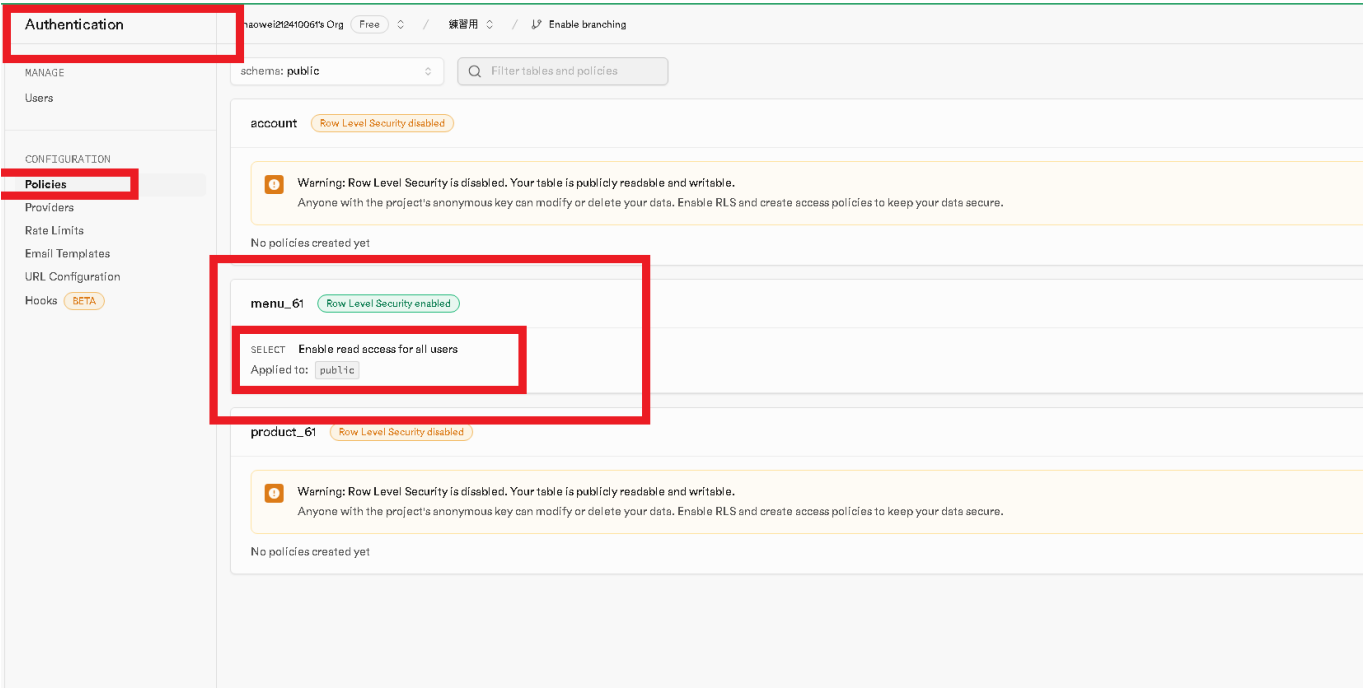 Authentication
haowei212410061's Org Free / 練習用 / Enable branching
MANAGE
Users
CONFIGURATION
Policies
Providers
Rate Limits
Email Templates
URL Configuration
Hooks BETA
schema: public
Filter tables and policies
account Row Level Security disabled
Warning: Row Level Security is disabled. Your table is publicly readable and writable.
Anyone with the project's anonymous key can modify or delete your data. Enable RLS and create access policies to keep your data secure.
No policies created yet
menu_61 Row Level Security enabled
SELECT Enable read access for all users
Applied to: public
product_61 Row Level Security disabled
Warning: Row Level Security is disabled. Your table is publicly readable and writable.
Anyone with the project's anonymous key can modify or delete your data. Enable RLS and create access policies to keep your data secure.
No policies created yet